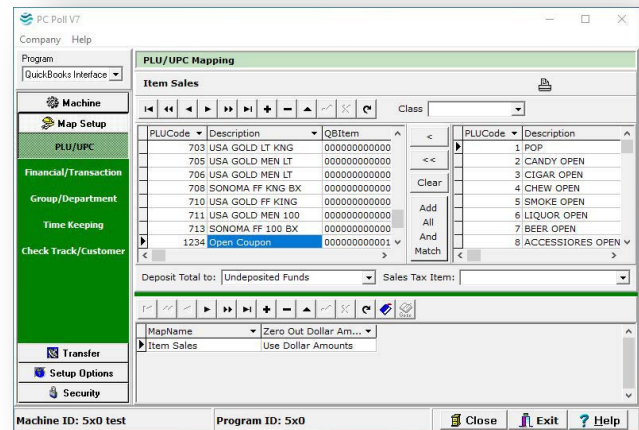 PC Poll V7
Company Help
Program
QuickBooks Interface
Machine
Map Setup
PLU/UPC
Financial/Transaction
Group/Department
Time Keeping
Check Track/Customer
Transfer
Setup Options
Security
PLU/UPC Mapping
Item Sales
Class
PLUCode Description QBItem
703 USA GOLD LT KNG 000000000000
705 USA GOLD MEN LT 000000000000
706 USA GOLD MEN LT 000000000000
708 SONOMA FF KNG BX 000000000000
710 USA GOLD FF KING 000000000000
711 USA GOLD MEN 100 000000000000
713 SONOMA FF 100 BX 000000000000
1234 Open Coupon 000000000001
<
<<
Clear
Add
All
And
Match
PLUCode Description
1 POP
2 CANDY OPEN
3 CIGAR OPEN
4 CHEW OPEN
5 SMOKE OPEN
6 LIQUOR OPEN
7 BEER OPEN
8 ACCESSIORES OPEN
Deposit Total to: Undeposited Funds Sales Tax Item:
MapName Zero Out Dollar Am...
Item Sales Use Dollar Amounts
Machine ID: 5x0 test Program ID: 5x0 Close Exit ? Help